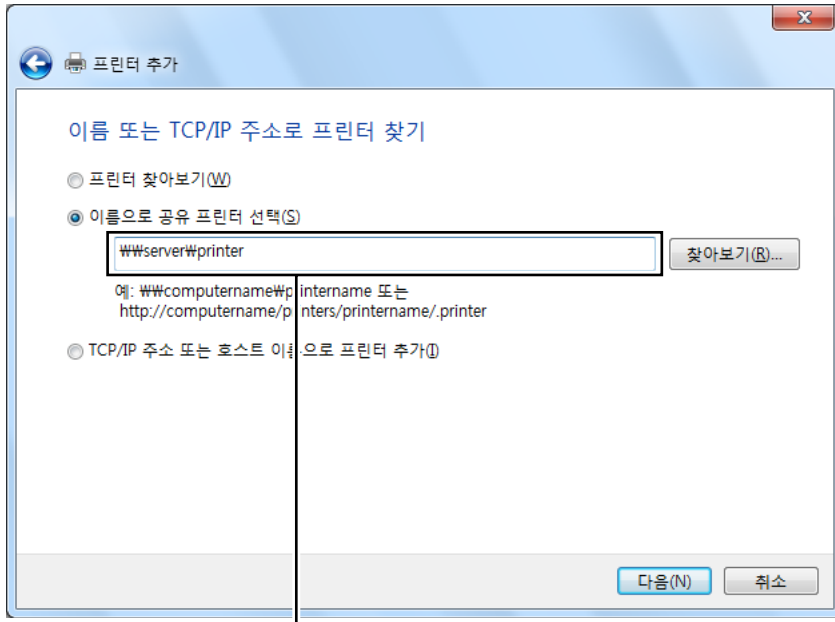 프린터 추가
이름 또는 TCP/IP 주소로 프린터 찾기
프린터 찾아보기(W)
이름으로 공유 프린터 선택(S)
₩₩server₩printer
찾아보기(R)...
예: ₩₩computername₩printername 또는
http://computername/printers/printername/.printer
TCP/IP 주소 또는 호스트 이름으로 프린터 추가(I)
다음(N)
취소